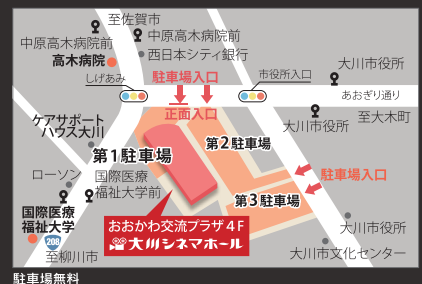 至佐賀市
中原高木病院前
中原高木病院前
西日本シティ銀行
高木病院
しげあみ
駐車場入口
市役所入口
大川市役所
あおぎり通り
正面入口
大川市役所
至大木町
ケアサポート
ハウス大川
第1駐車場
第2駐車場
ローソン
国際医療
福祉大学前
駐車場入口
第3駐車場
国際医療
福祉大学
208
至柳川市
おおかわ交流プラザ4F
大川シネマホール
大川市役所
大川市文化センター
駐車場無料